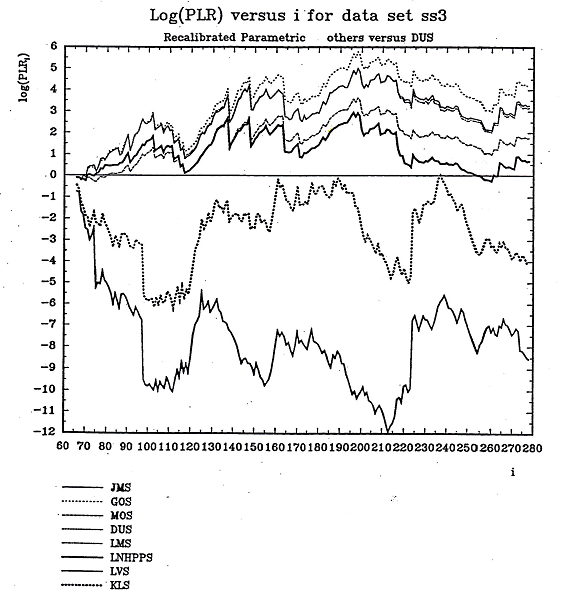 Log(PLR) versus i for data set ss3
Recalibrated Parametric others versus DUS
log(PLRᵢ)
6
5
4
3
2
1
0
−1
−2
−3
−4
−5
−6
−7
−8
−9
−10
−11
−12
60 70 80 90 100 110 120 130 140 150 160 170 180 190 200 210 220 230 240 250 260 270 280
i
JMS
GOS
MOS
DUS
LMS
LNHPPS
LVS
KLS